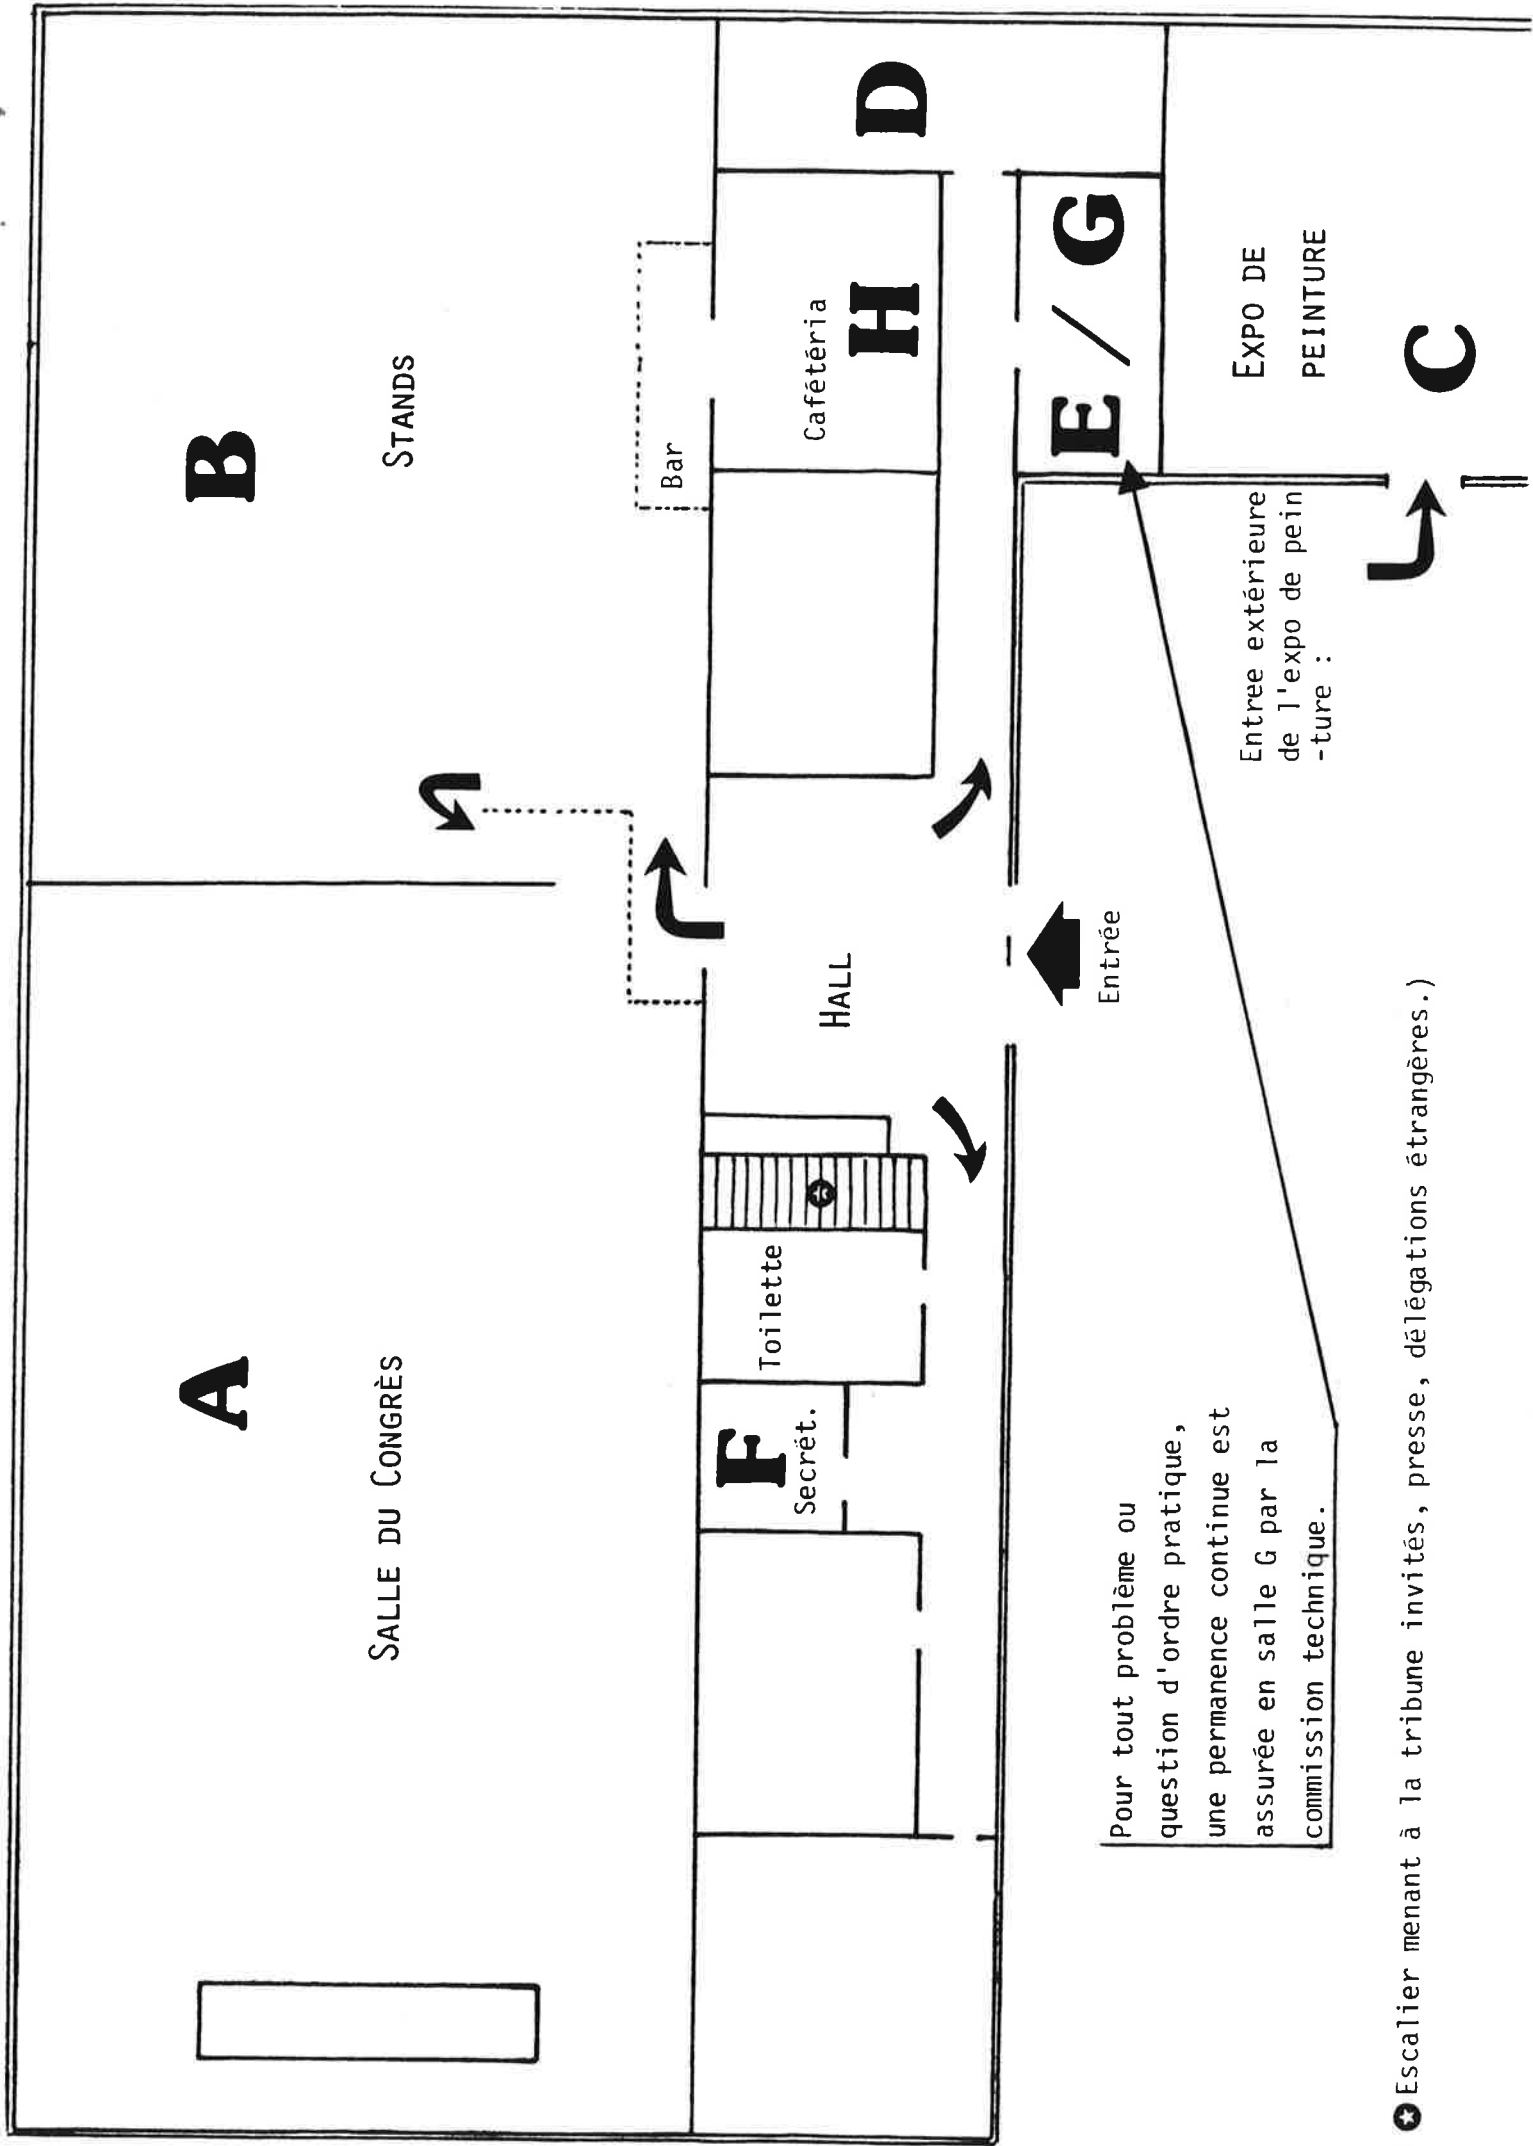 A
SALLE DU CONGRÈS
B
STANDS
Bar
F
Secrét.
Toilette
HALL
Cafétéria
H
D
Entrée
E / G
EXPO DE
PEINTURE
C
Entree extérieure
de l'expo de pein
-ture :
Pour tout problème ou
question d'ordre pratique,
une permanence continue est
assurée en salle G par la
commission technique.
✪ Escalier menant à la tribune invités, presse, délégations étrangères.)